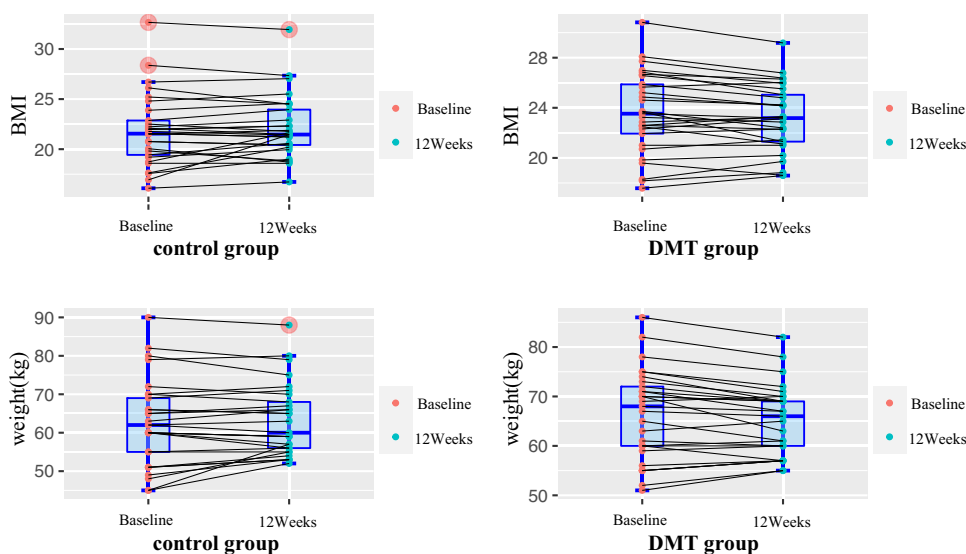 BMI
30
25
20
Baseline
12Weeks
control group
Baseline
12Weeks
BMI
28
24
20
Baseline
12Weeks
DMT group
Baseline
12Weeks
weight(kg)
90
80
70
60
50
Baseline
12Weeks
control group
Baseline
12Weeks
weight(kg)
80
70
60
50
Baseline
12Weeks
DMT group
Baseline
12Weeks